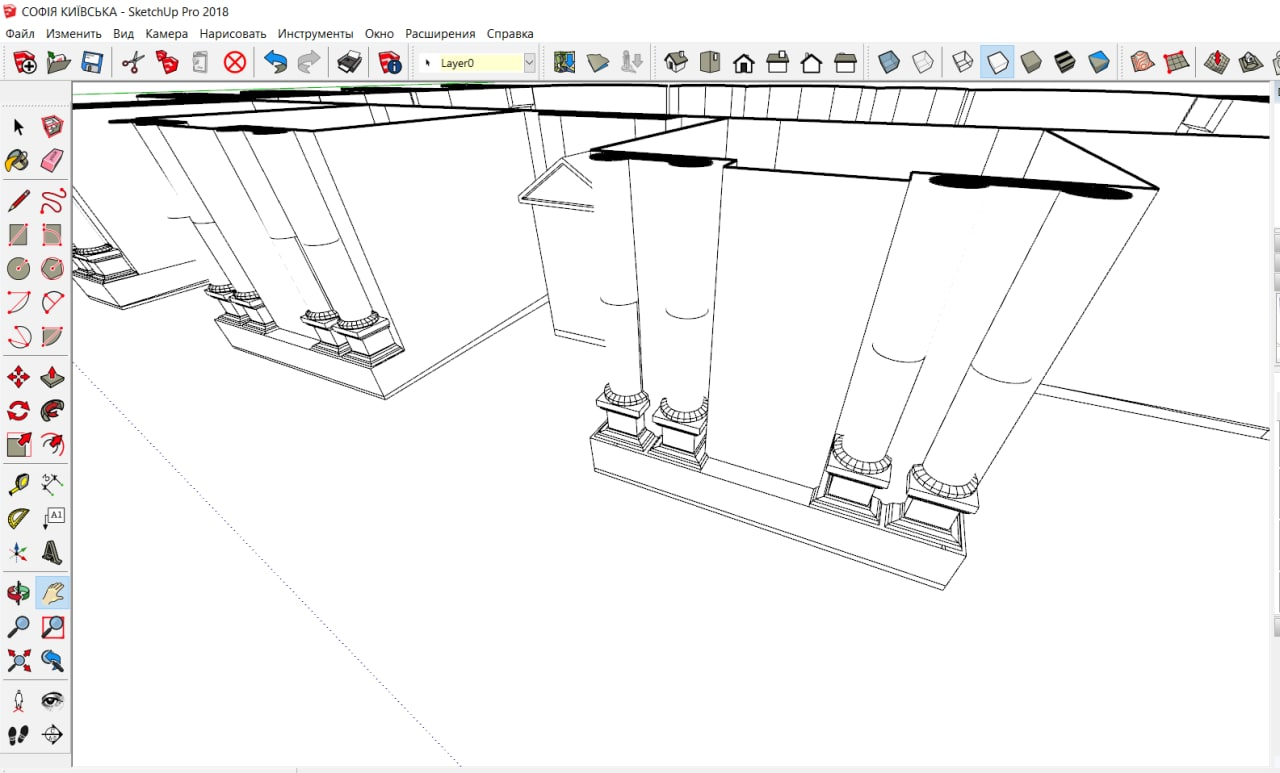 СОФІЯ КИЇВСЬКА - SketchUp Pro 2018
Файл Изменить Вид Камера Нарисовать Инструменты Окно Расширения Справка
Layer0
A1